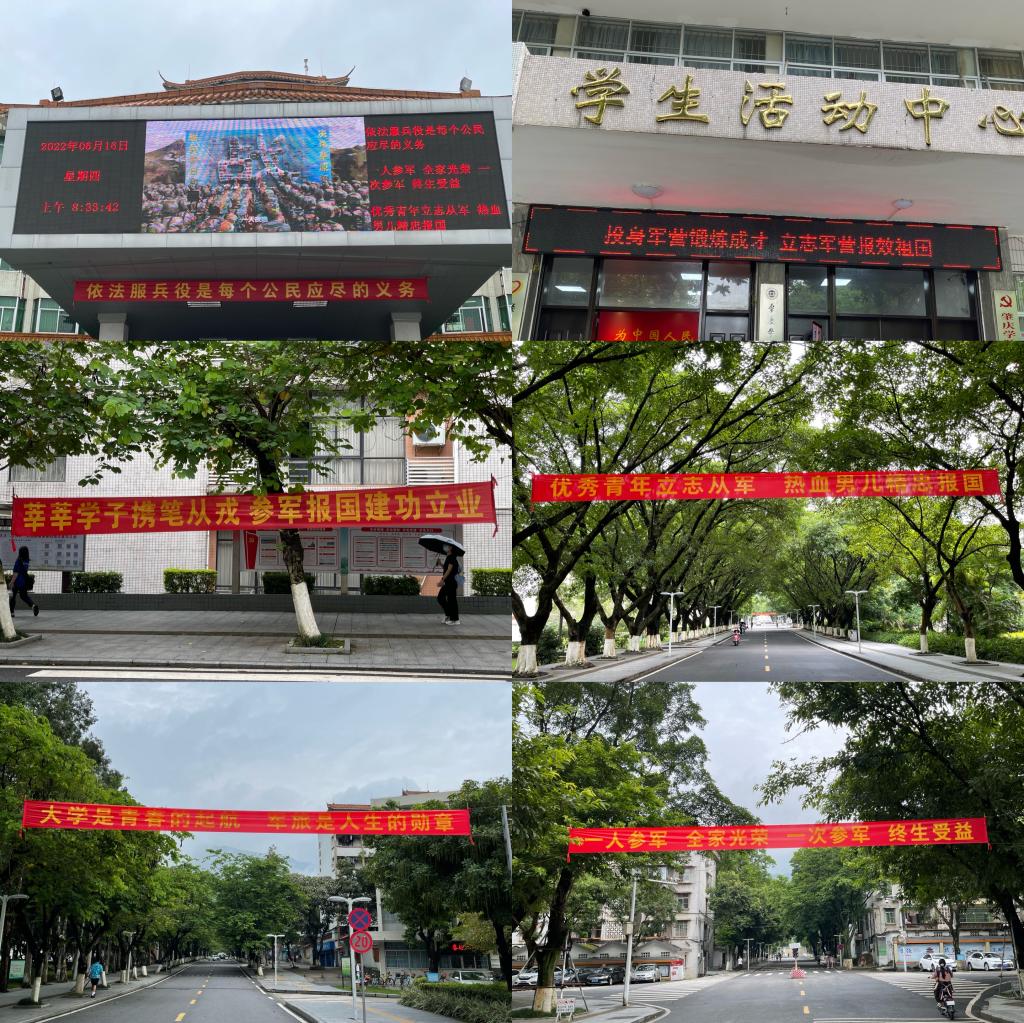 2022年08月18日
星期四
上午 8:33:42
依法服兵役是每个公民
应尽的义务
一人参军 全家光荣 一
次参军 终生受益
优秀青年立志从军 热血
男儿精忠报国
依法服兵役是每个公民应尽的义务
学生活动中心
投身军营锻炼成才 立志军营报效祖国
为中国人民
肇庆学
莘莘学子携笔从戎 参军报国建功立业
优秀青年立志从军 热血男儿精忠报国
大学是青春的起航 军旅是人生的勋章
20
一人参军 全家光荣 一次参军 终生受益